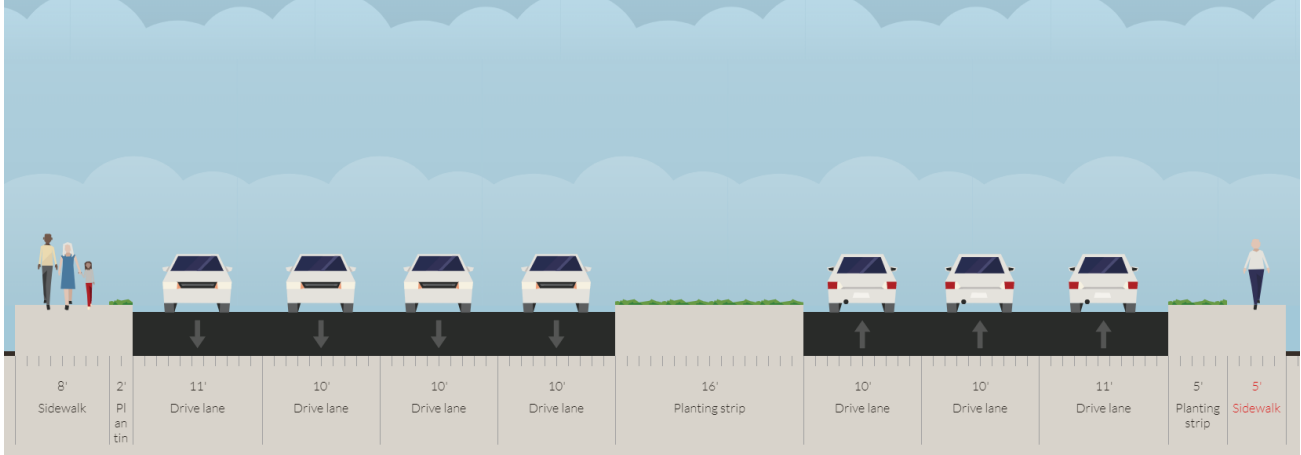 8'
Sidewalk
2'
Pl
an
tin
11'
Drive lane
10'
Drive lane
10'
Drive lane
10'
Drive lane
16'
Planting strip
10'
Drive lane
10'
Drive lane
11'
Drive lane
5'
Planting
strip
5'
Sidewalk